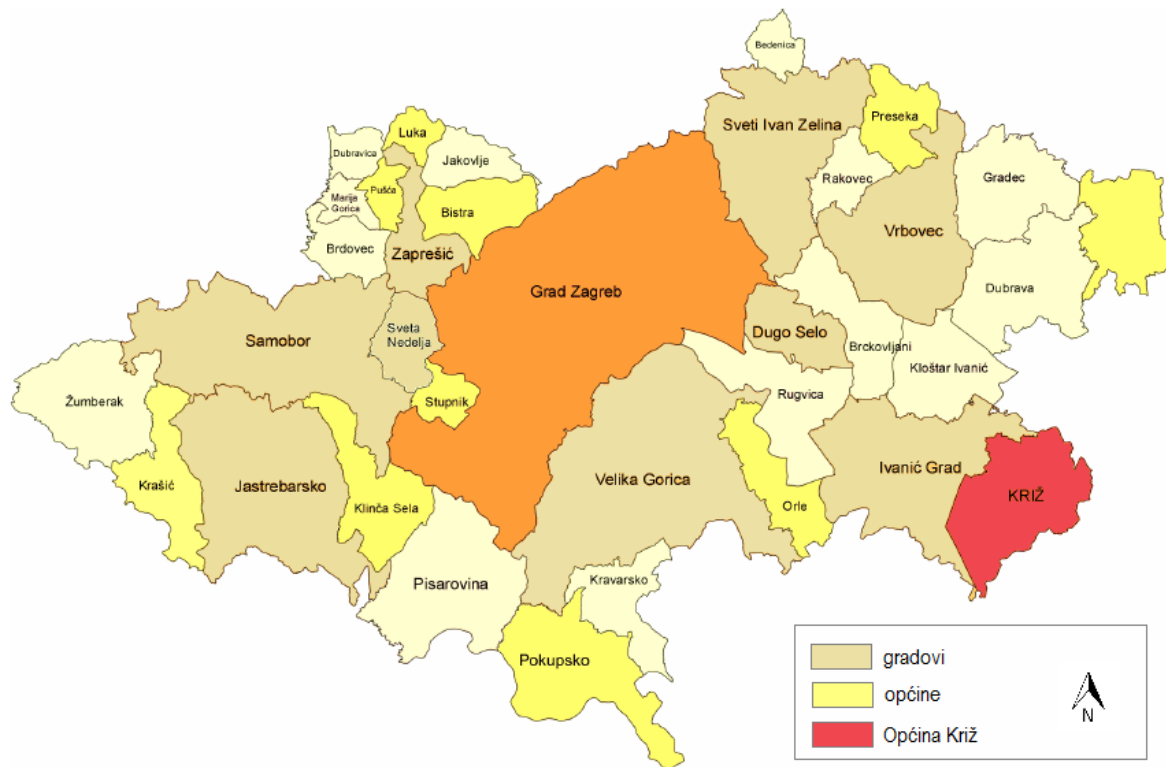 Bedenica
Sveti Ivan Zelina
Preseka
Luka
Dubravica
Jakovlje
Rakovec
Gradec
Pušća
Marija
Gorica
Bistra
Vrbovec
Brdovec
Zaprešić
Grad Zagreb
Dubrava
Sveta
Nedelja
Samobor
Dugo Selo
Brckovljani
Kloštar Ivanić
Žumberak
Stupnik
Rugvica
Krašić
Jastrebarsko
Klinča Sela
Velika Gorica
Orle
Ivanić Grad
KRIŽ
Pisarovina
Kravarsko
Pokupsko
gradovi
općine
Općina Križ
N